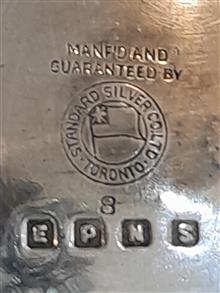 MANF'D AND
GUARANTEED BY
STANDARD SILVER CO. LTD.
TORONTO
8
E P N S